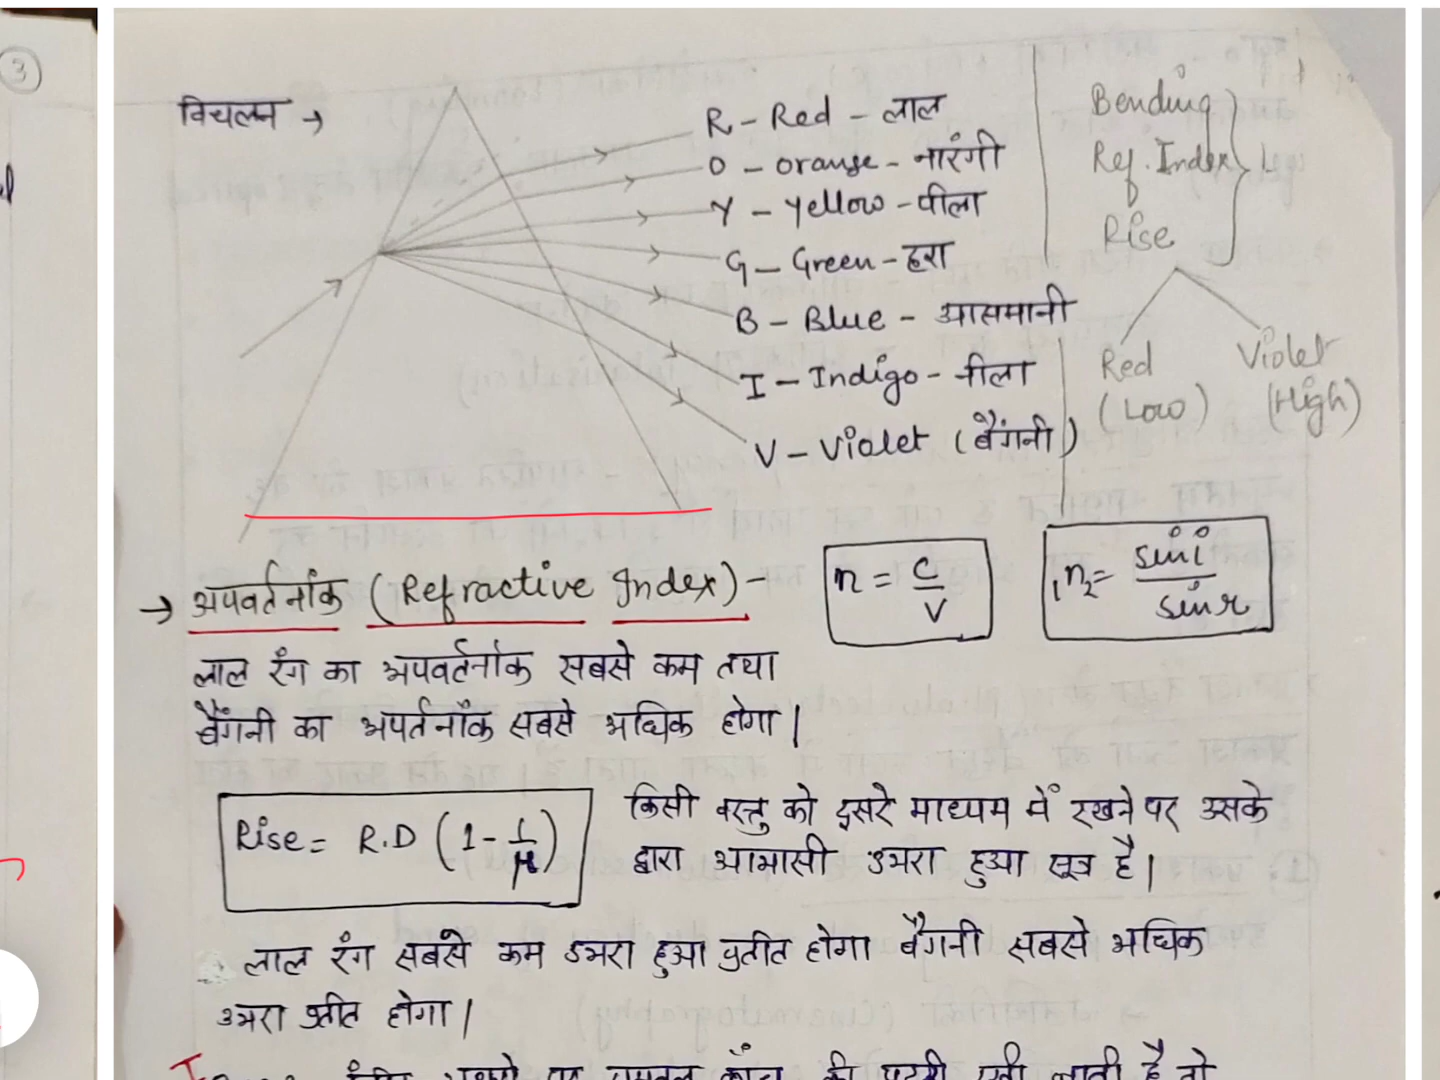 3
विचलन →
R - Red - लाल
O - orange - नारंगी
Y - Yellow - पीला
G - Green - हरा
B - Blue - आसमानी
I - Indigo - नीला
V - Violet (बैंगनी)
Bending
Ref. Index
Rise
Red
(Low)
Violet
(High)
→ अपवर्तनांक (Refractive Index) -
n = c/v
₁n₂ = sin i / sin r
लाल रंग का अपवर्तनांक सबसे कम तथा
बैंगनी का अपर्तनाँक सबसे अधिक होगा।
Rise = R.D (1 - 1/μ)
किसी वस्तु को दूसरे माध्यम में रखने पर उसके
द्वारा आभासी उभरा हुआ सूत्र है।
लाल रंग सबसे कम उभरा हुआ प्रतीत होगा बैंगनी सबसे अधिक
उभरा प्रतीत होगा।